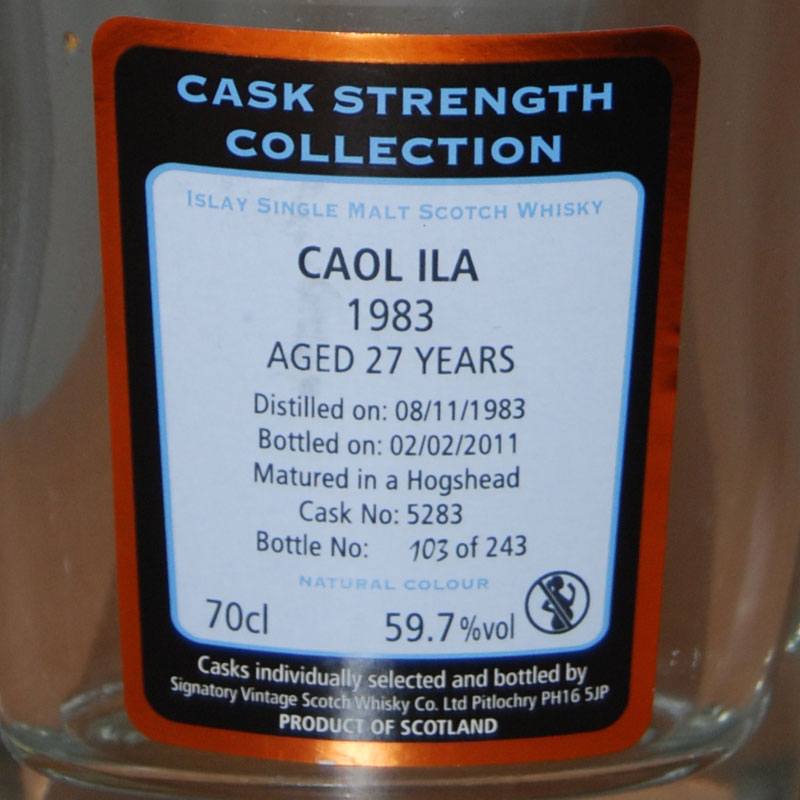 CASK STRENGTH
COLLECTION
ISLAY SINGLE MALT SCOTCH WHISKY
CAOL ILA
1983
AGED 27 YEARS
Distilled on: 08/11/1983
Bottled on: 02/02/2011
Matured in a Hogshead
Cask No: 5283
Bottle No: 103 of 243
NATURAL COLOUR
70cl 59.7%vol
Casks individually selected and bottled by
Signatory Vintage Scotch Whisky Co. Ltd Pitlochry PH16 5JP
PRODUCT OF SCOTLAND